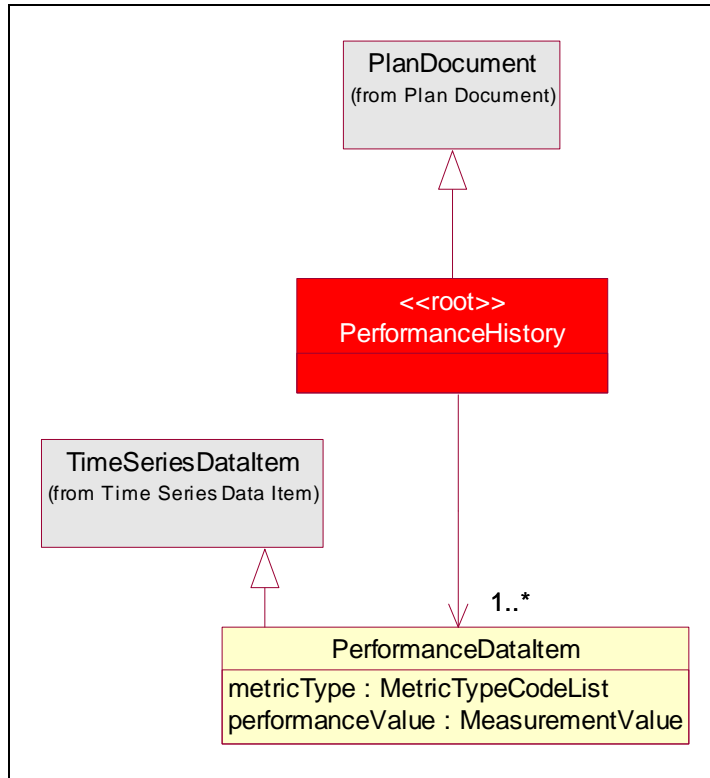 PlanDocument
(from Plan Document)
<<root>>
PerformanceHistory
TimeSeriesDataItem
(from Time Series Data Item)
1..*
PerformanceDataItem
metricType : MetricTypeCodeList
performanceValue : MeasurementValue